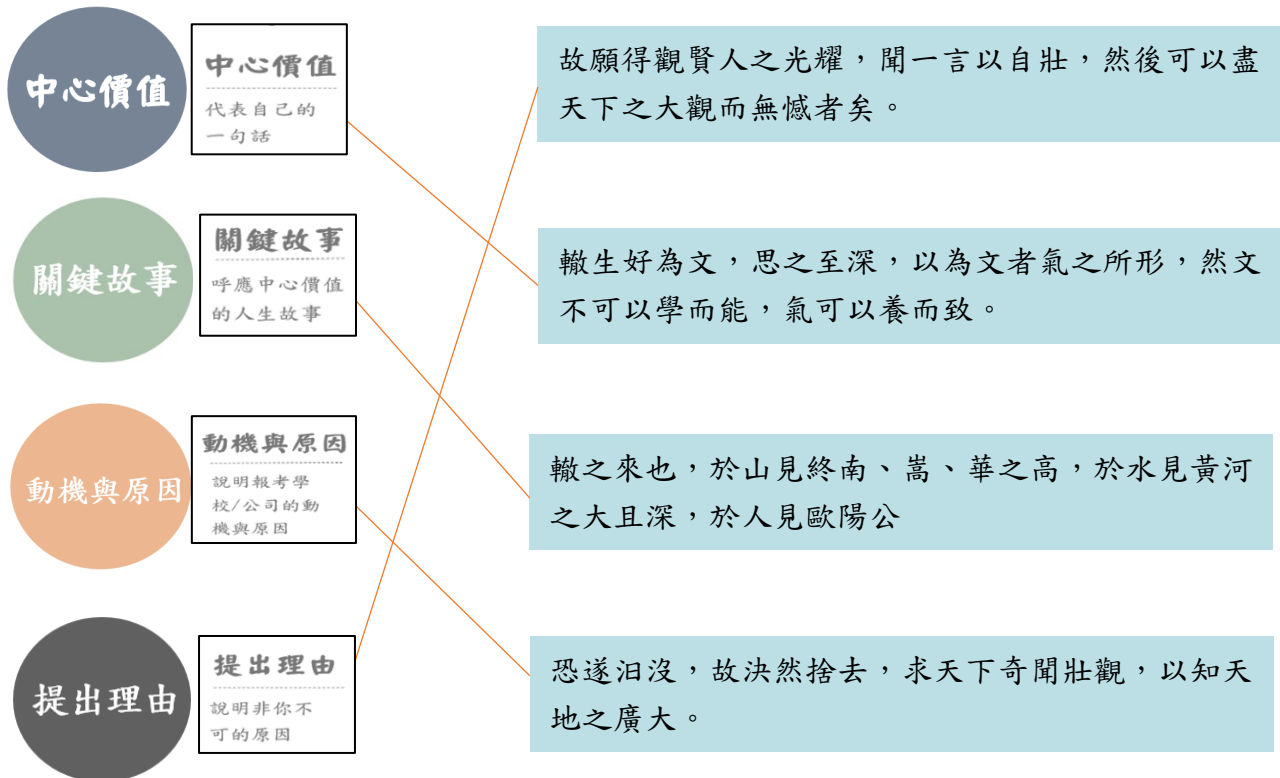 中心價值
中心價值
代表自己的
一句話
故願得觀賢人之光耀，聞一言以自壯，然後可以盡
天下之大觀而無憾者矣。
關鍵故事
關鍵故事
呼應中心價值
的人生故事
轍生好為文，思之至深，以為文者氣之所形，然文
不可以學而能，氣可以養而致。
動機與原因
動機與原因
說明報考學
校/公司的動
機與原因
轍之來也，於山見終南、嵩、華之高，於水見黃河
之大且深，於人見歐陽公
提出理由
提出理由
說明非你不
可的原因
恐遂汩沒，故決然捨去，求天下奇聞壯觀，以知天
地之廣大。